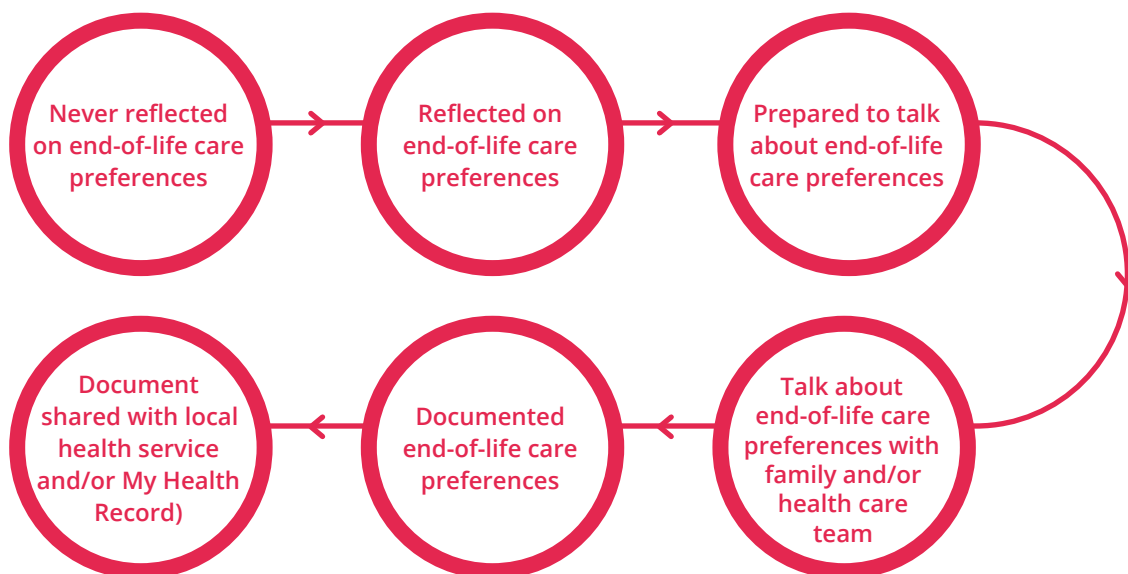 Never reflected
on end-of-life care
preferences
Reflected on
end-of-life care
preferences
Prepared to talk
about end-of-life
care preferences
Talk about
end-of-life care
preferences with
family and/or
health care
team
Documented
end-of-life care
preferences
Document
shared with local
health service
and/or My Health
Record)